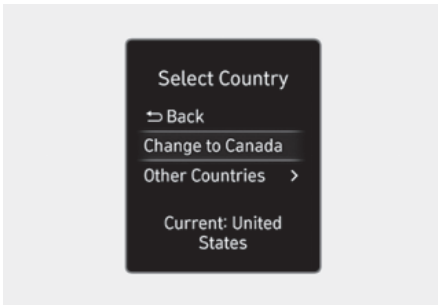 Select Country
⮌ Back
Change to Canada
Other Countries >
Current: United
States